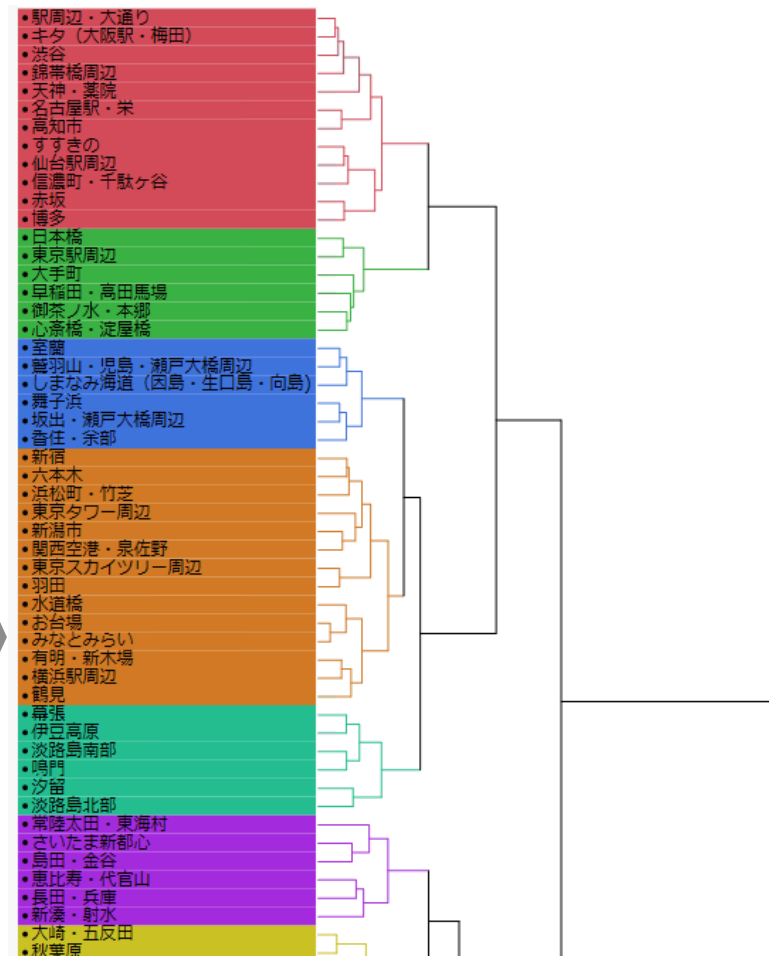 • 駅周辺・大通り
• キタ（大阪駅・梅田）
• 渋谷
• 錦帯橋周辺
• 天神・薬院
• 名古屋駅・栄
• 高知市
• すすきの
• 仙台駅周辺
• 信濃町・千駄ヶ谷
• 赤坂
• 博多
• 日本橋
• 東京駅周辺
• 大手町
• 早稲田・高田馬場
• 御茶ノ水・本郷
• 心斎橋・淀屋橋
• 室蘭
• 鷲羽山・児島・瀬戸大橋周辺
• しまなみ海道（因島・生口島・向島)
• 舞子浜
• 坂出・瀬戸大橋周辺
• 香住・余部
• 新宿
• 六本木
• 浜松町・竹芝
• 東京タワー周辺
• 新潟市
• 関西空港・泉佐野
• 東京スカイツリー周辺
• 羽田
• 水道橋
• お台場
• みなとみらい
• 有明・新木場
• 横浜駅周辺
• 鶴見
• 幕張
• 伊豆高原
• 淡路島南部
• 鳴門
• 汐留
• 淡路島北部
• 常陸太田・東海村
• さいたま新都心
• 島田・金谷
• 恵比寿・代官山
• 長田・兵庫
• 新湊・射水
• 大崎・五反田
• 秋葉原